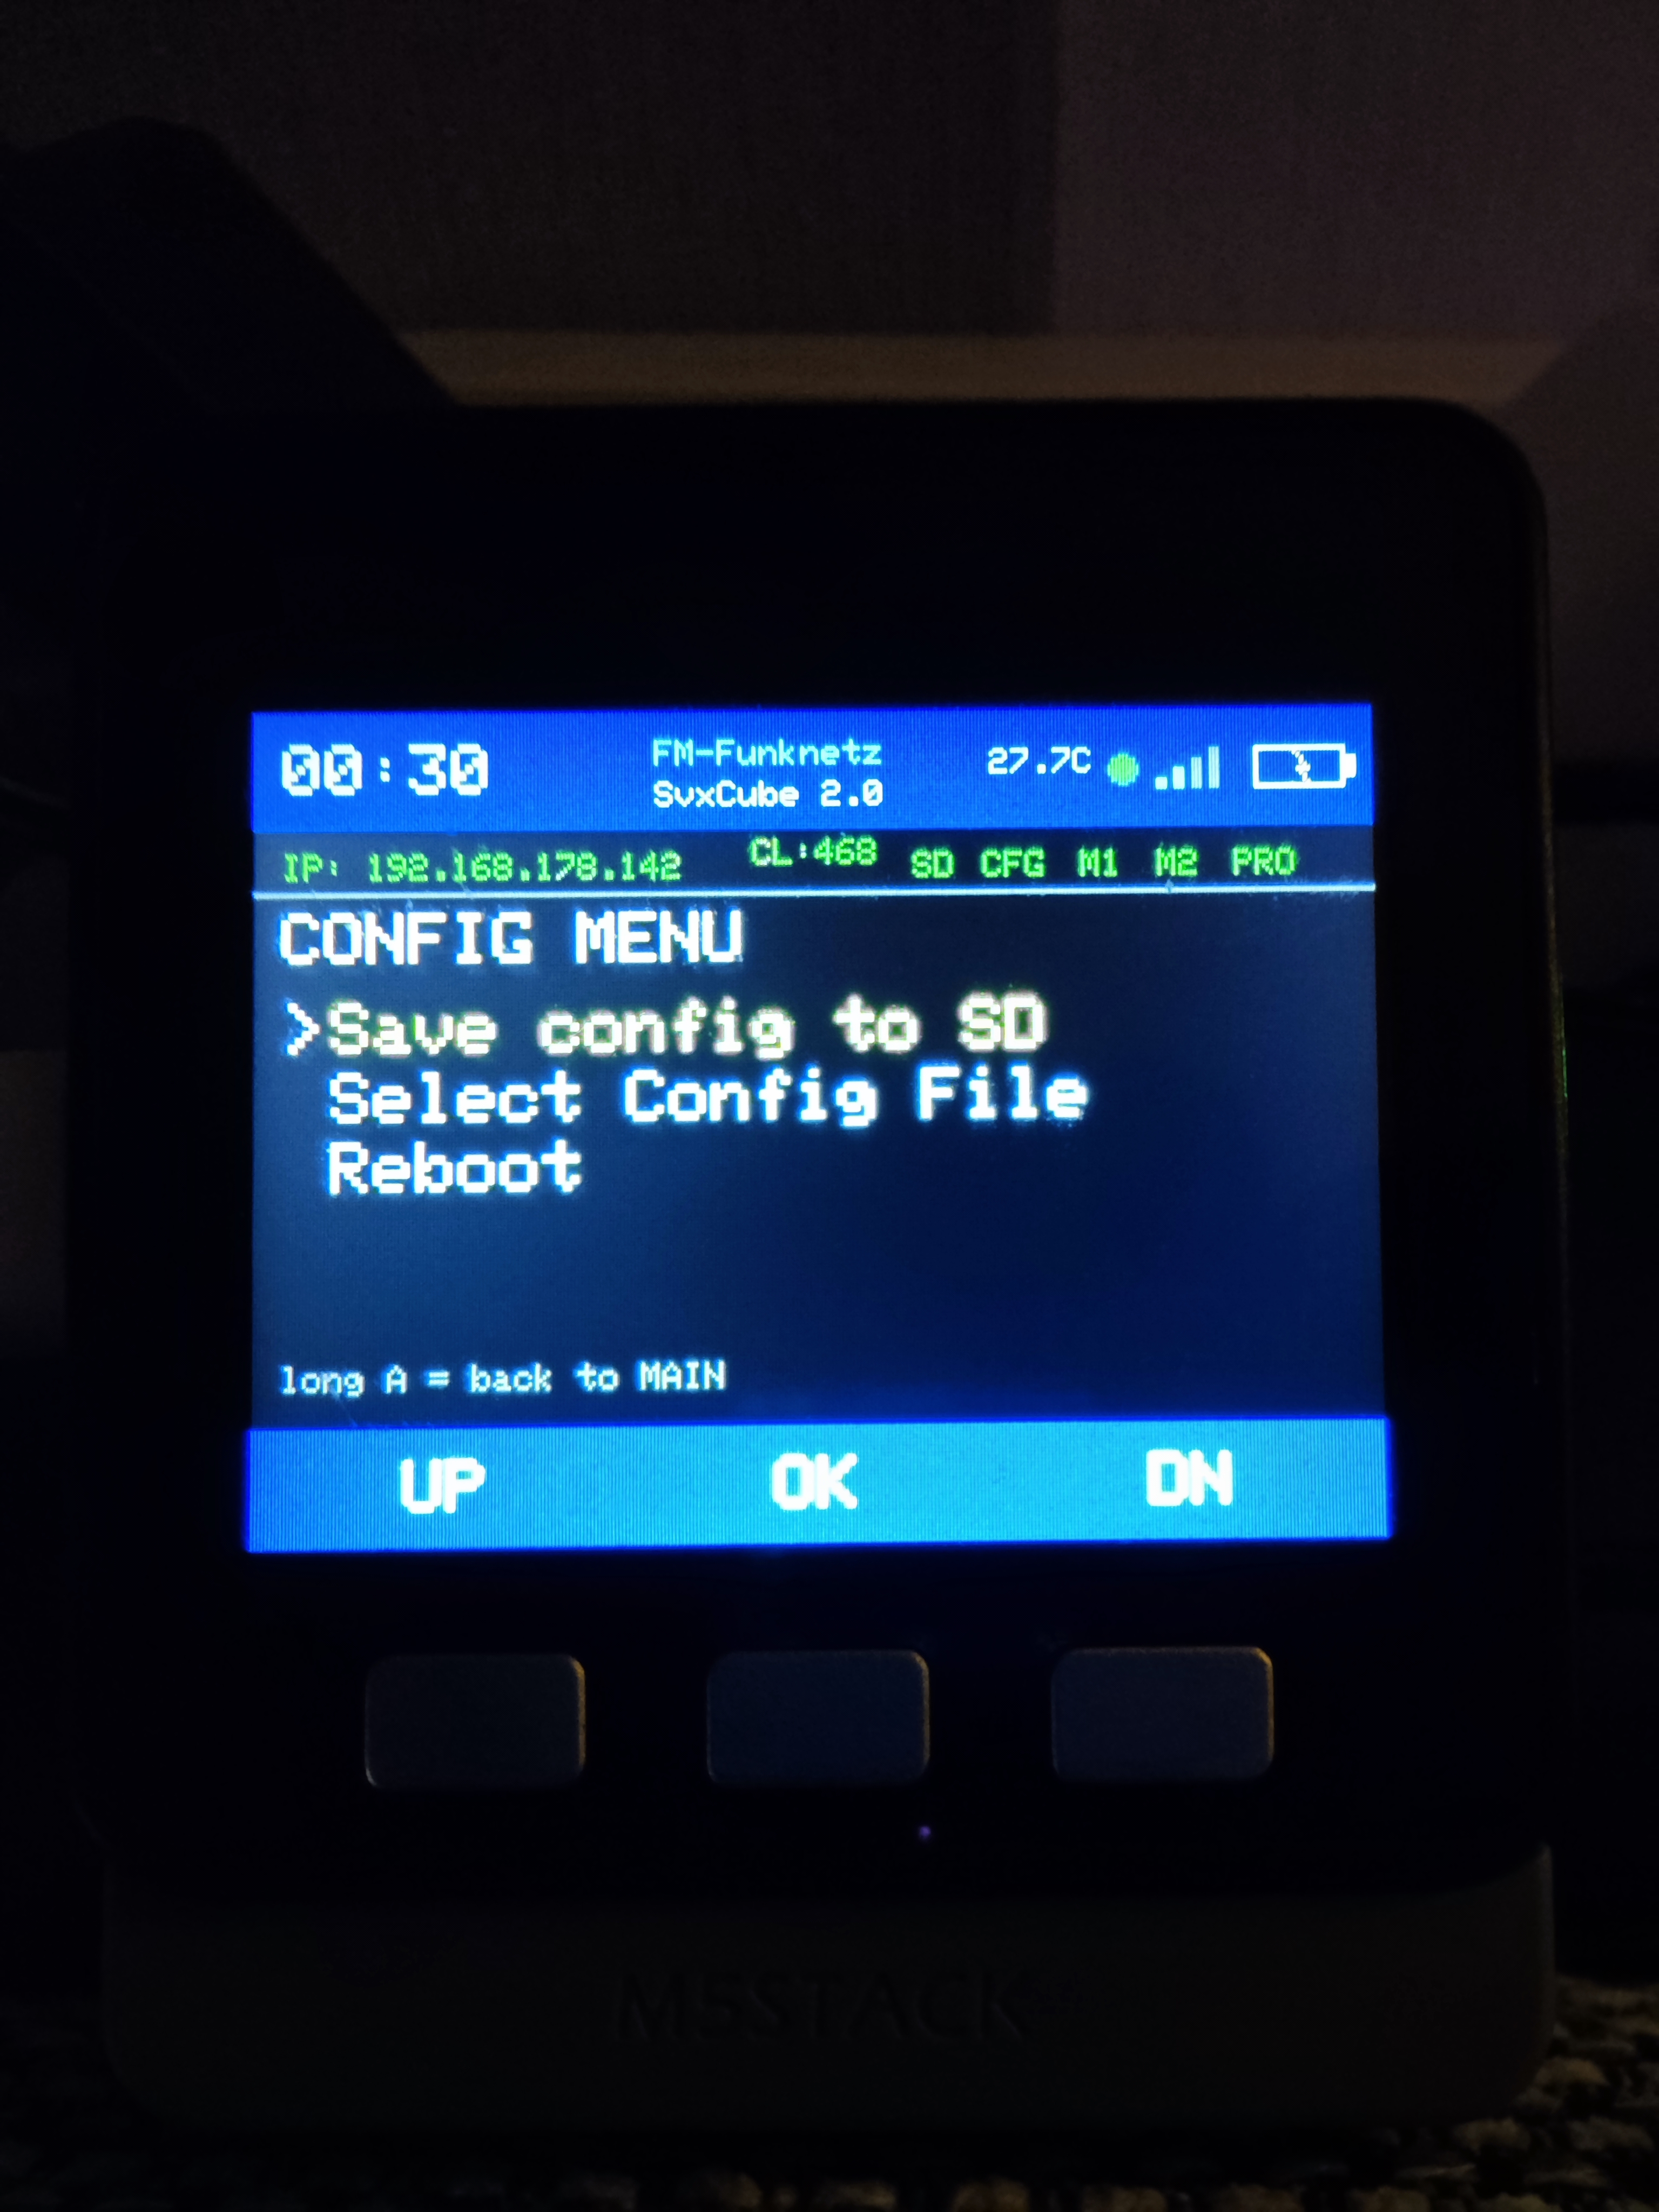 00:30 FM-Funknetz 27.7C
SvxCube 2.0
IP: 192.168.178.142 CL:468 SD CFG M1 M2 PRO
CONFIG MENU
>Save config to SD
Select Config File
Reboot
long A = back to MAIN
UP OK DN
M5STACK